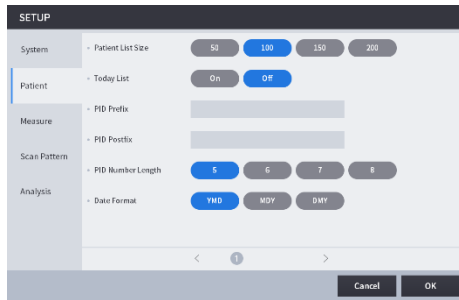 SETUP
System
Patient
Measure
Scan Pattern
Analysis
- Patient List Size 50 100 150 200
- Today List On Off
- PID Prefix
- PID Postfix
- PID Number Length 5 6 7 8
- Date Format YMD MDY DMY
< 1 >
Cancel OK